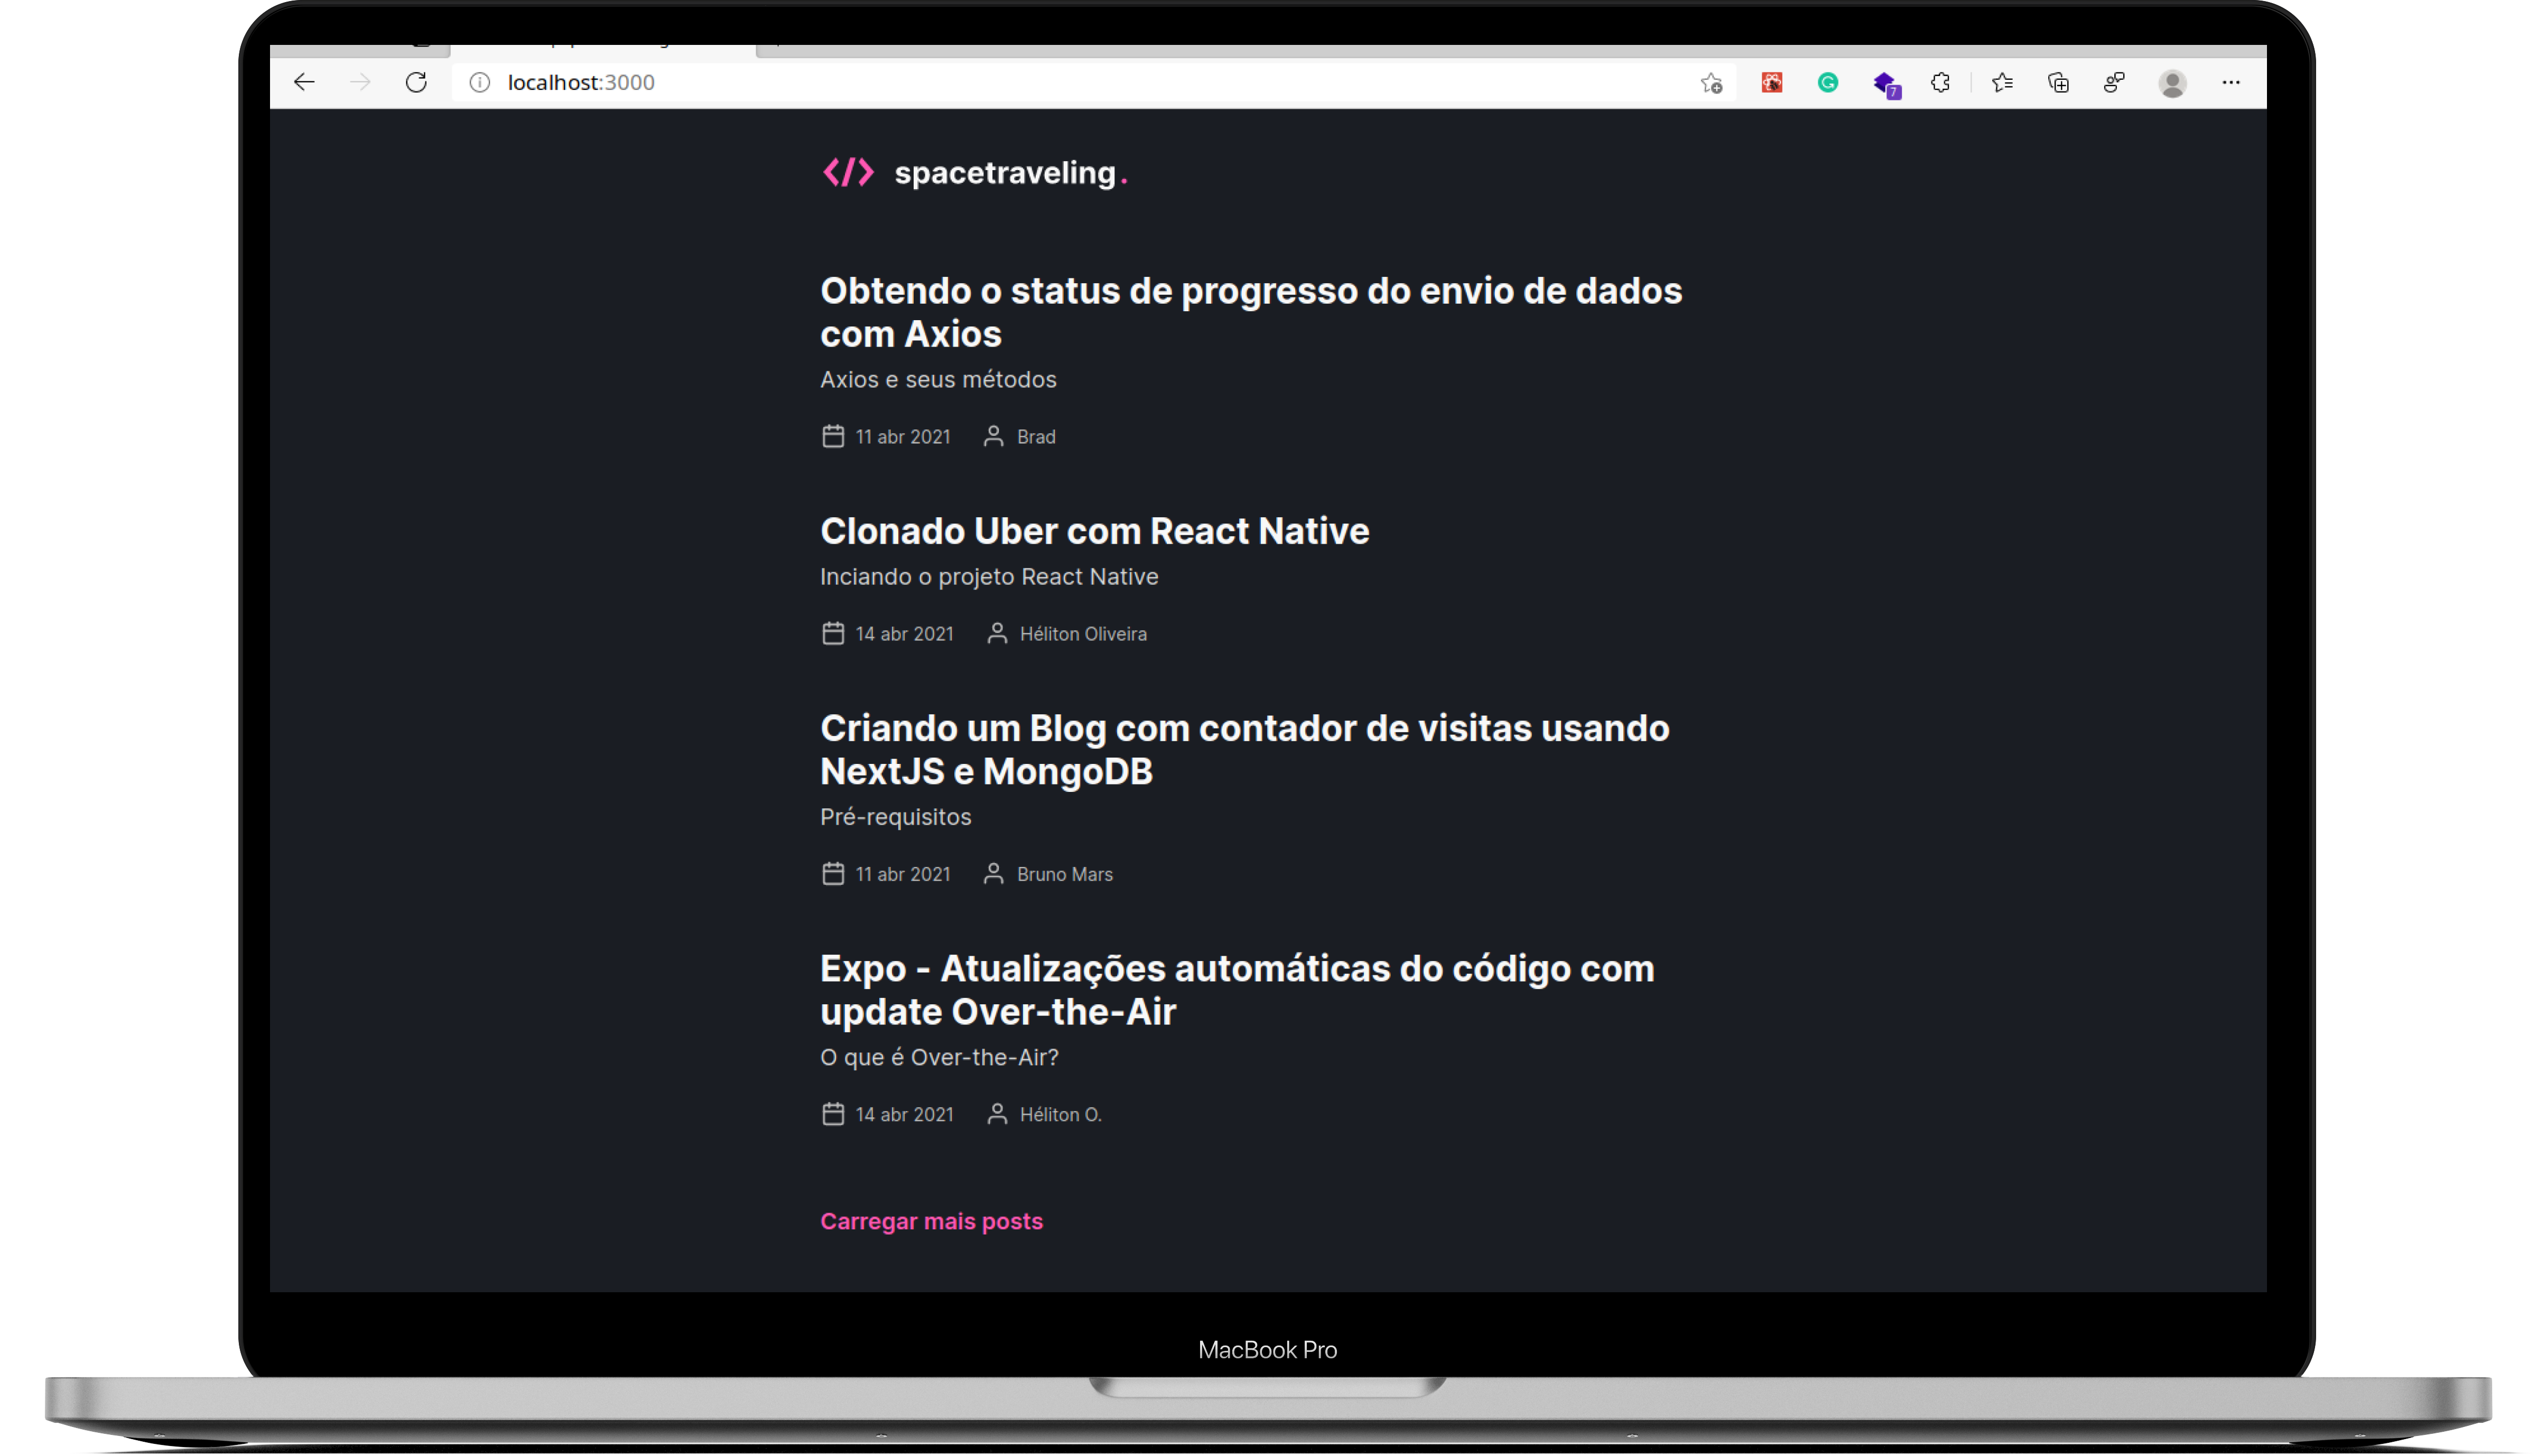 localhost:3000
7
</> spacetraveling.
Obtendo o status de progresso do envio de dados
com Axios
Axios e seus métodos
11 abr 2021 Brad
Clonado Uber com React Native
Inciando o projeto React Native
14 abr 2021 Héliton Oliveira
Criando um Blog com contador de visitas usando
NextJS e MongoDB
Pré-requisitos
11 abr 2021 Bruno Mars
Expo - Atualizações automáticas do código com
update Over-the-Air
O que é Over-the-Air?
14 abr 2021 Héliton O.
Carregar mais posts
MacBook Pro